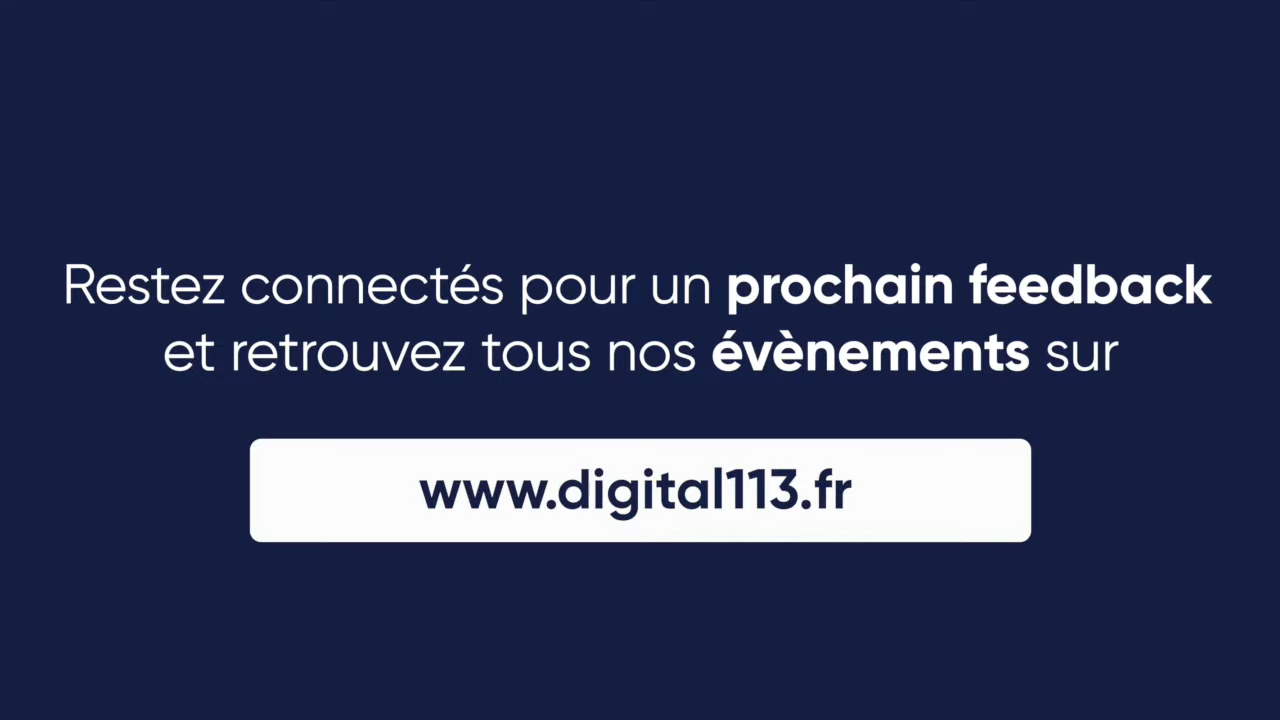 Restez connectés pour un prochain feedback
et retrouvez tous nos évènements sur
www.digital113.fr